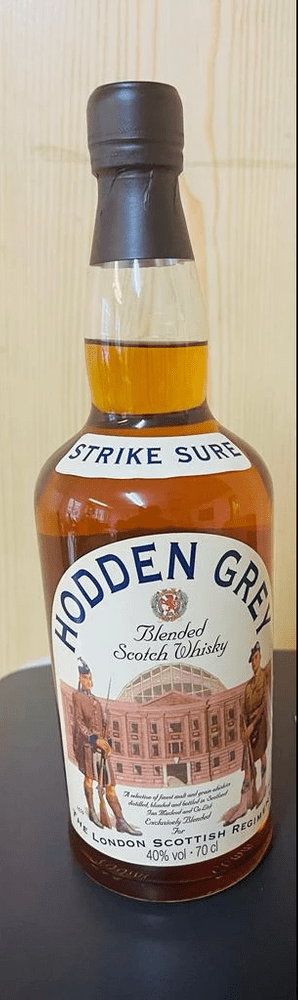 STRIKE SURE
HODDEN GREY
Blended
Scotch Whisky
A selection of finest malt and grain whiskies
distilled, blended and bottled in Scotland
Ian Macleod and Co Ltd
Exclusively Blended
For
THE LONDON SCOTTISH REGIMENT
40% vol · 70 cl